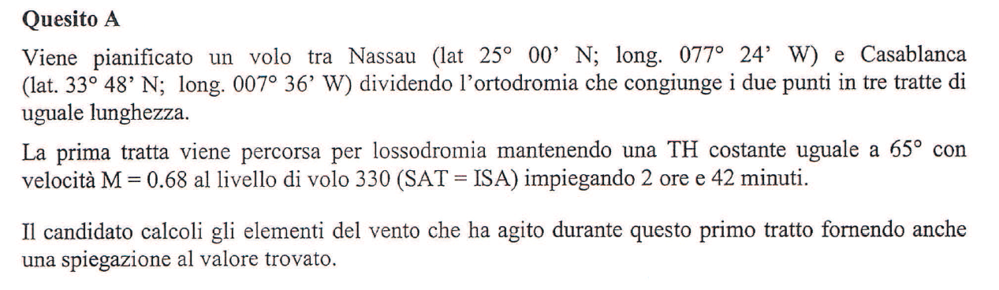 Quesito A
Viene pianificato un volo tra Nassau (lat 25° 00’ N; long. 077° 24’ W) e Casablanca
(lat. 33° 48’ N; long. 007° 36’ W) dividendo l’ortodromia che congiunge i due punti in tre tratte di
uguale lunghezza.
La prima tratta viene percorsa per lossodromia mantenendo una TH costante uguale a 65° con
velocità M = 0.68 al livello di volo 330 (SAT = ISA) impiegando 2 ore e 42 minuti.
Il candidato calcoli gli elementi del vento che ha agito durante questo primo tratto fornendo anche
una spiegazione al valore trovato.